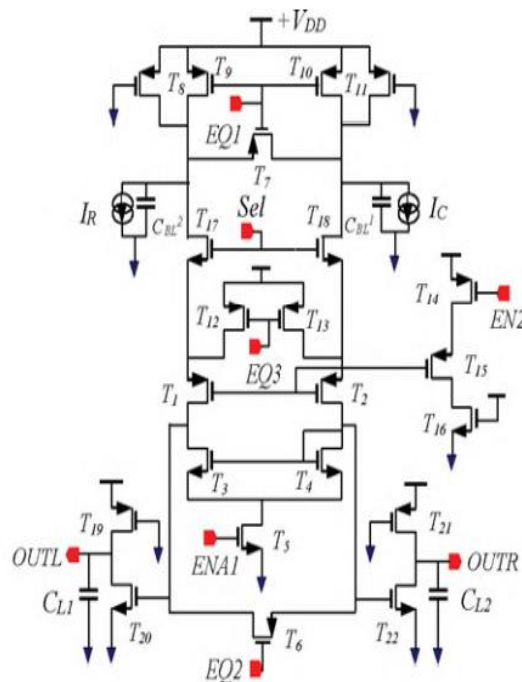 +VDD
T8
T9
T10
T11
EQ1
T7
IR
CBL2
Sel
CBL1
IC
T17
T18
T14
EN2
T12
T13
EQ3
T15
T1
T2
T16
T3
T4
T19
T5
T21
OUTL
ENA1
OUTR
CL1
CL2
T20
T6
T22
EQ2